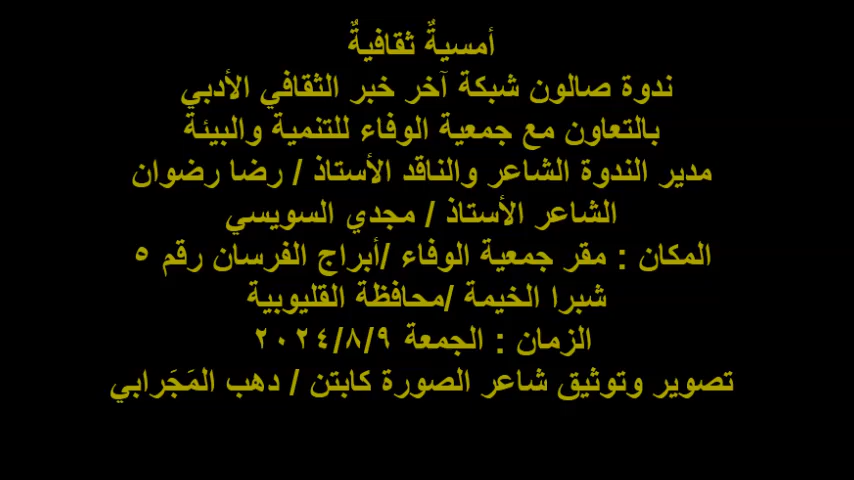 أمسيةٌ ثقافيةٌ
ندوة صالون شبكة آخر خبر الثقافي الأدبي
بالتعاون مع جمعية الوفاء للتنمية والبيئة
مدير الندوة الشاعر والناقد الأستاذ / رضا رضوان
الشاعر الأستاذ / مجدي السويسي
المكان : مقر جمعية الوفاء /أبراج الفرسان رقم ٥
شبرا الخيمة /محافظة القليوبية
الزمان : الجمعة ٢٠٢٤/٨/٩
تصوير وتوثيق شاعر الصورة كابتن / دهب المَجَرابي